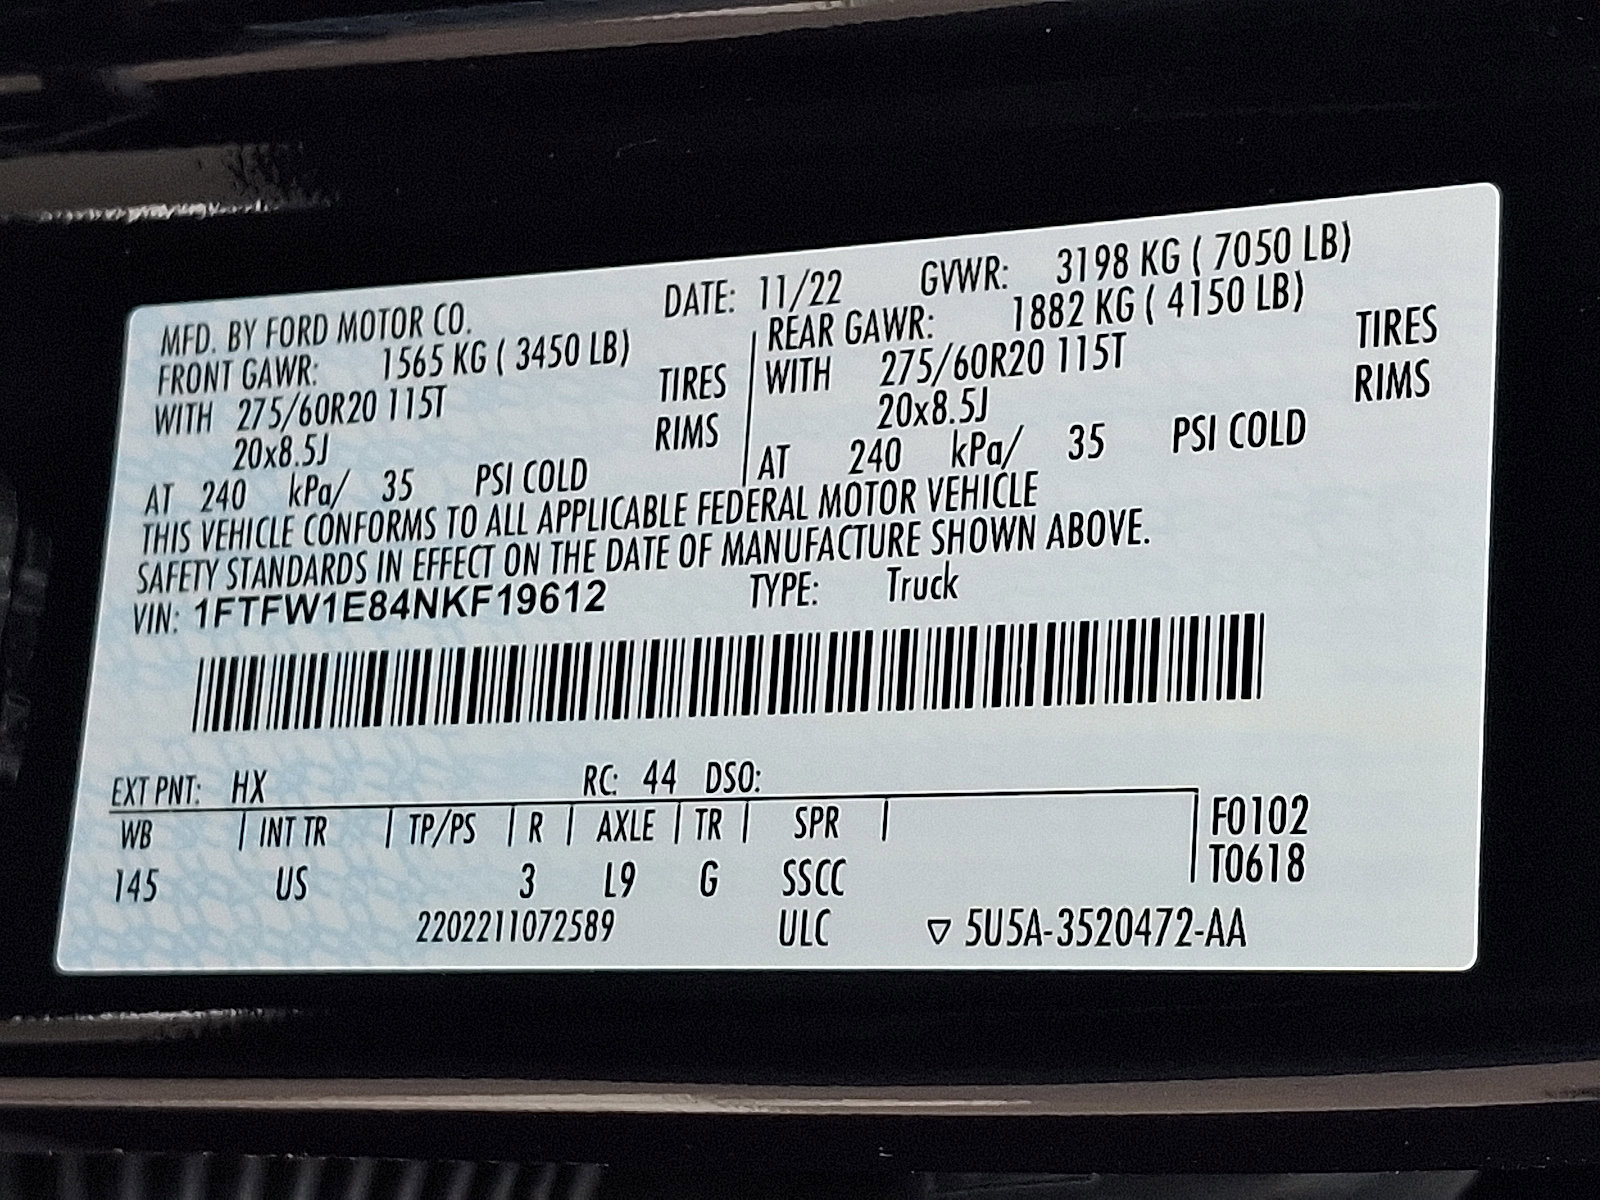 MFD. BY FORD MOTOR CO. DATE: 11/22 GVWR: 3198 KG ( 7050 LB)
FRONT GAWR: 1565 KG ( 3450 LB) REAR GAWR: 1882 KG ( 4150 LB)
WITH 275/60R20 115T TIRES WITH 275/60R20 115T TIRES
20x8.5J RIMS 20x8.5J RIMS
AT 240 kPa/ 35 PSI COLD AT 240 kPa/ 35 PSI COLD
THIS VEHICLE CONFORMS TO ALL APPLICABLE FEDERAL MOTOR VEHICLE
SAFETY STANDARDS IN EFFECT ON THE DATE OF MANUFACTURE SHOWN ABOVE.
VIN: 1FTFW1E84NKF19612 TYPE: Truck
EXT PNT: HX RC: 44 DSO:
WB | INT TR | TP/PS | R | AXLE | TR | SPR | F0102
145 US 3 L9 G SSCC T0618
2202211072589 ULC ▽ 5U5A-3520472-AA